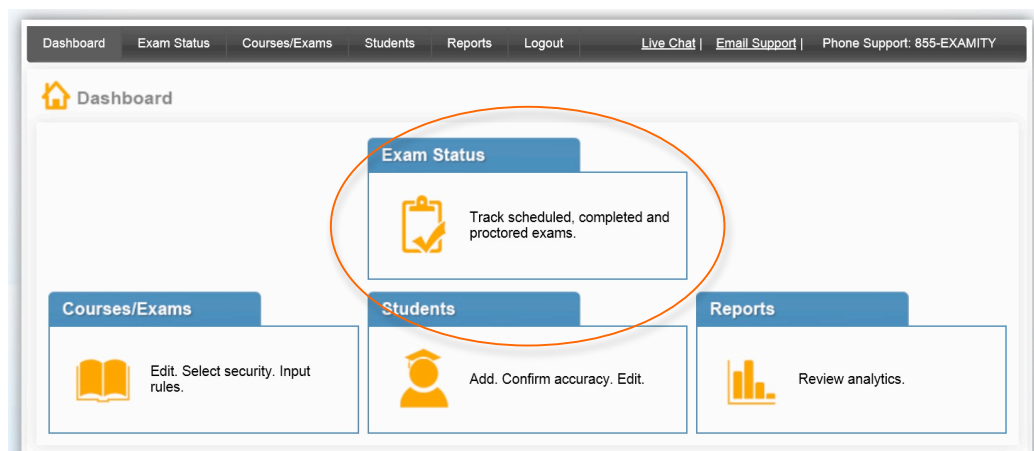 Dashboard Exam Status Courses/Exams Students Reports Logout Live Chat | Email Support | Phone Support: 855-EXAMITY
Dashboard
Exam Status
Track scheduled, completed and
proctored exams.
Courses/Exams
Edit. Select security. Input
rules.
Students
Add. Confirm accuracy. Edit.
Reports
Review analytics.